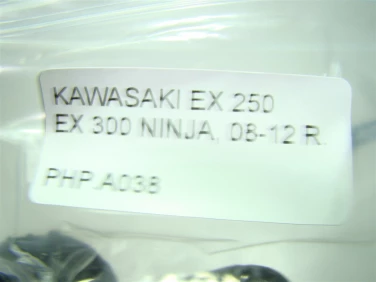 KAWASAKI EX 250
EX 300 NINJA. 08-12 R.
PHP.A038